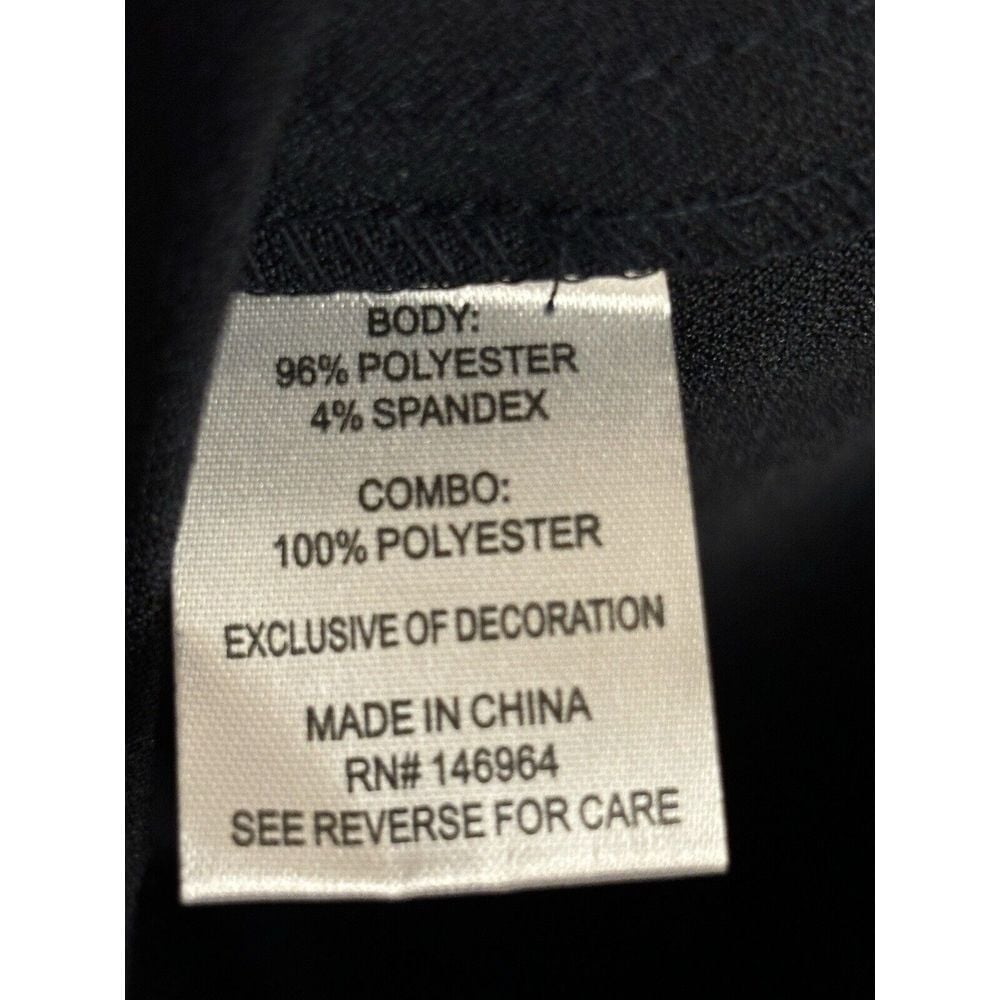 BODY:
96% POLYESTER
4% SPANDEX
COMBO:
100% POLYESTER
EXCLUSIVE OF DECORATION
MADE IN CHINA
RN# 146964
SEE REVERSE FOR CARE